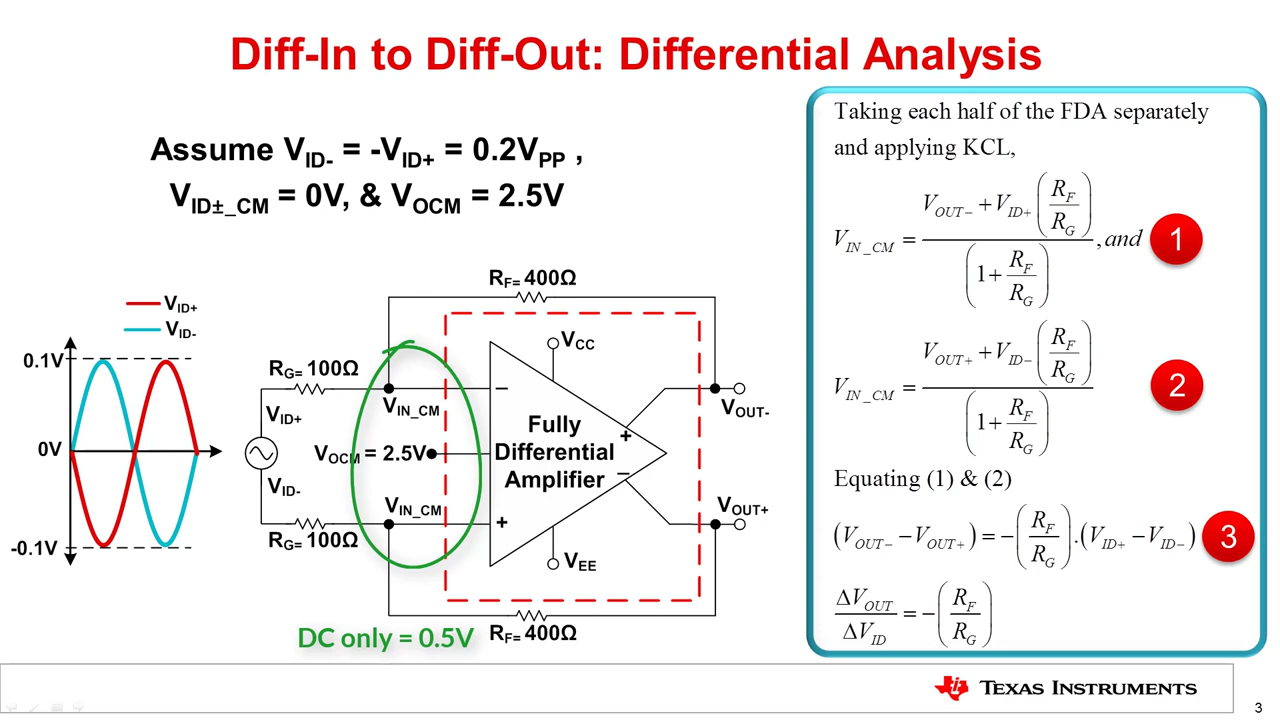 Diff-In to Diff-Out: Differential Analysis
Assume V_ID- = -V_ID+ = 0.2V_PP ,
V_ID±_CM = 0V, & V_OCM = 2.5V
V_ID+
V_ID-
0.1V
0V
-0.1V
R_F= 400Ω
V_CC
R_G= 100Ω
V_IN_CM
V_OUT-
V_ID+
−
+
Fully
Differential
Amplifier
V_OCM = 2.5V
V_ID-
−
V_IN_CM
+
V_OUT+
R_G= 100Ω
V_EE
R_F= 400Ω
DC only = 0.5V
Taking each half of the FDA separately
and applying KCL,
V_IN_CM = (V_OUT− + V_ID+ (R_F / R_G)) / (1 + R_F / R_G) , and
1
V_IN_CM = (V_OUT+ + V_ID− (R_F / R_G)) / (1 + R_F / R_G)
2
Equating (1) & (2)
(V_OUT− − V_OUT+) = −(R_F / R_G).(V_ID+ − V_ID−)
3
ΔV_OUT / ΔV_ID = −(R_F / R_G)
TEXAS INSTRUMENTS
3